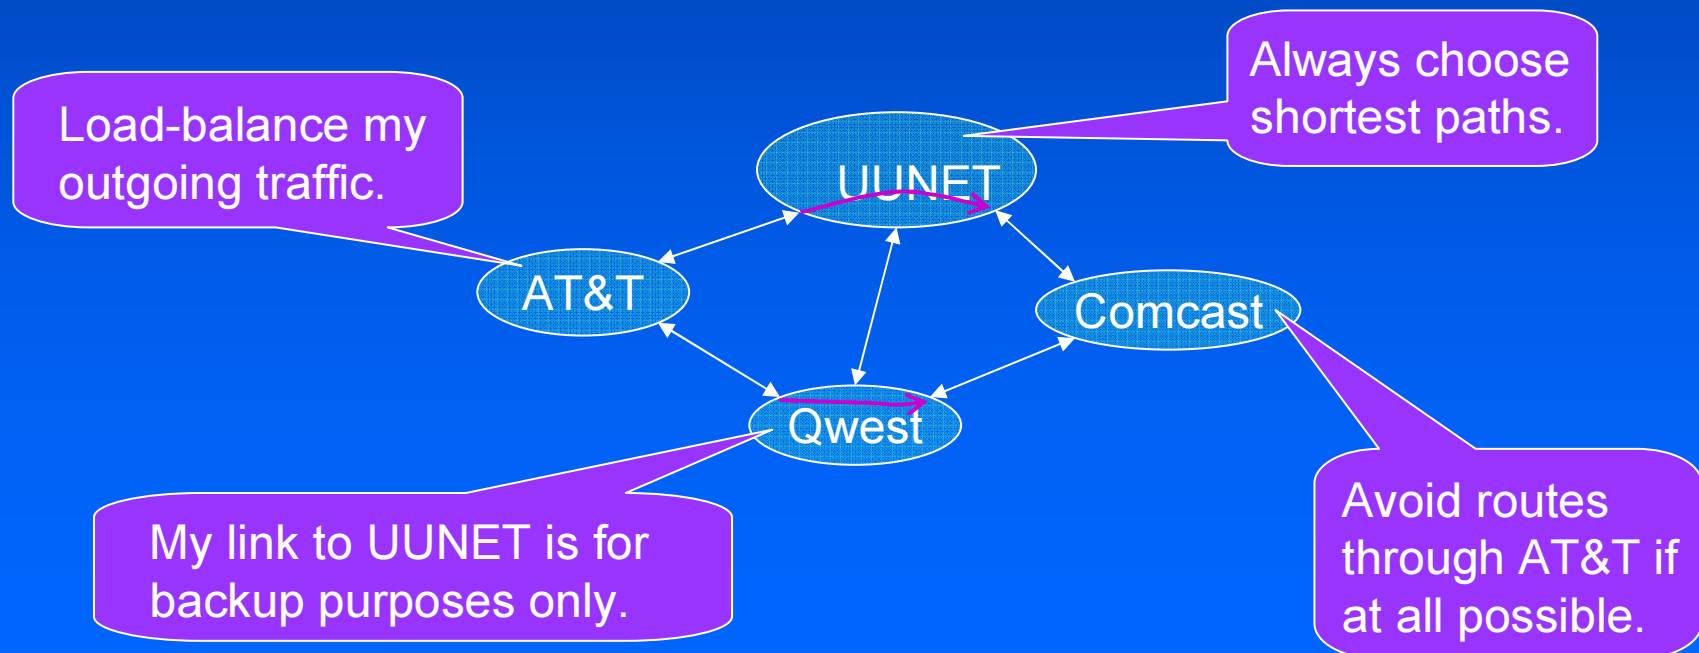 Always choose
shortest paths.
Load-balance my
outgoing traffic.
UUNET
AT&T
Comcast
Qwest
My link to UUNET is for
backup purposes only.
Avoid routes
through AT&T if
at all possible.